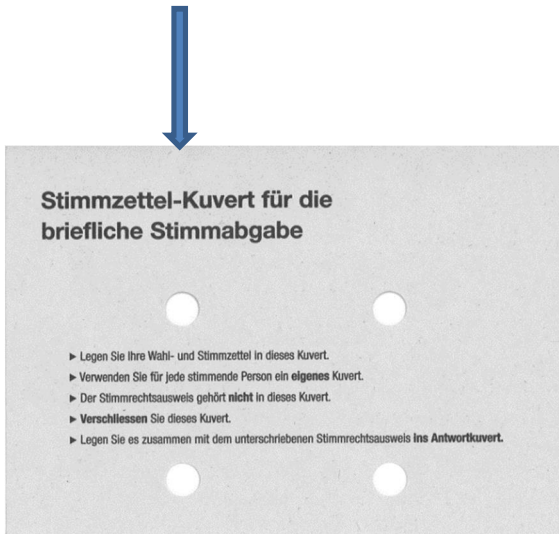 Stimmzettel-Kuvert für die
briefliche Stimmabgabe
► Legen Sie Ihre Wahl- und Stimmzettel in dieses Kuvert.
► Verwenden Sie für jede stimmende Person ein eigenes Kuvert.
► Der Stimmrechtsausweis gehört nicht in dieses Kuvert.
► Verschliessen Sie dieses Kuvert.
► Legen Sie es zusammen mit dem unterschriebenen Stimmrechtsausweis ins Antwortkuvert.